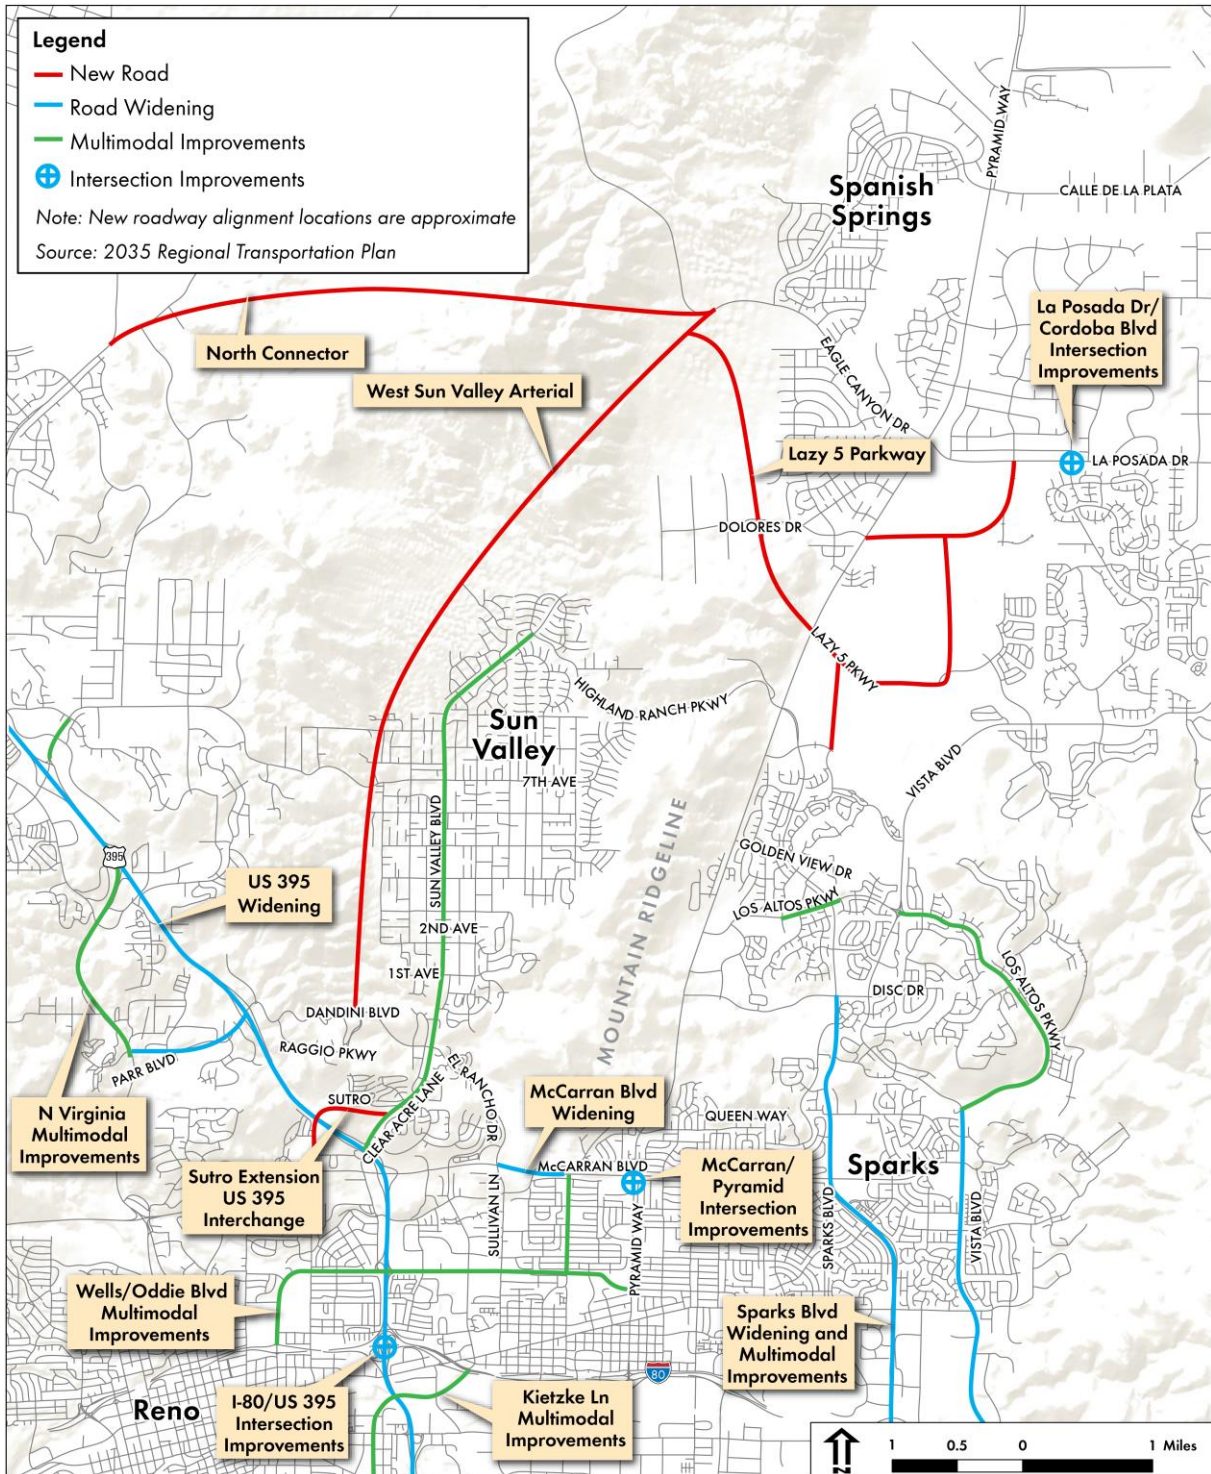 Legend
New Road
Road Widening
Multimodal Improvements
Intersection Improvements
Note: New roadway alignment locations are approximate
Source: 2035 Regional Transportation Plan
PYRAMID WAY
Spanish
Springs
CALLE DE LA PLATA
La Posada Dr/
Cordoba Blvd
Intersection
Improvements
North Connector
EAGLE CANYON DR
West Sun Valley Arterial
Lazy 5 Parkway
LA POSADA DR
DOLORES DR
LAZY 5 PKWY
HIGHLAND RANCH PKWY
Sun
Valley
7TH AVE
VISTA BLVD
SUN VALLEY BLVD
MOUNTAIN RIDGELINE
GOLDEN VIEW DR
395
US 395
Widening
LOS ALTOS PKWY
2ND AVE
1ST AVE
LOS ALTOS PKWY
DISC DR
DANDINI BLVD
RAGGIO PKWY
PARR BLVD
EL RANCHO DR
CLEAR ACRE LANE
SUTRO
McCarran Blvd
Widening
QUEEN WAY
N Virginia
Multimodal
Improvements
Sutro Extension
US 395
Interchange
McCARRAN BLVD
McCarran/
Pyramid
Intersection
Improvements
Sparks
SULLIVAN LN
PYRAMID WAY
SPARKS BLVD
VISTA BLVD
Wells/Oddie Blvd
Multimodal
Improvements
Sparks Blvd
Widening and
Multimodal
Improvements
80
Reno
I-80/US 395
Intersection
Improvements
Kietzke Ln
Multimodal
Improvements
N
1 0.5 0 1 Miles